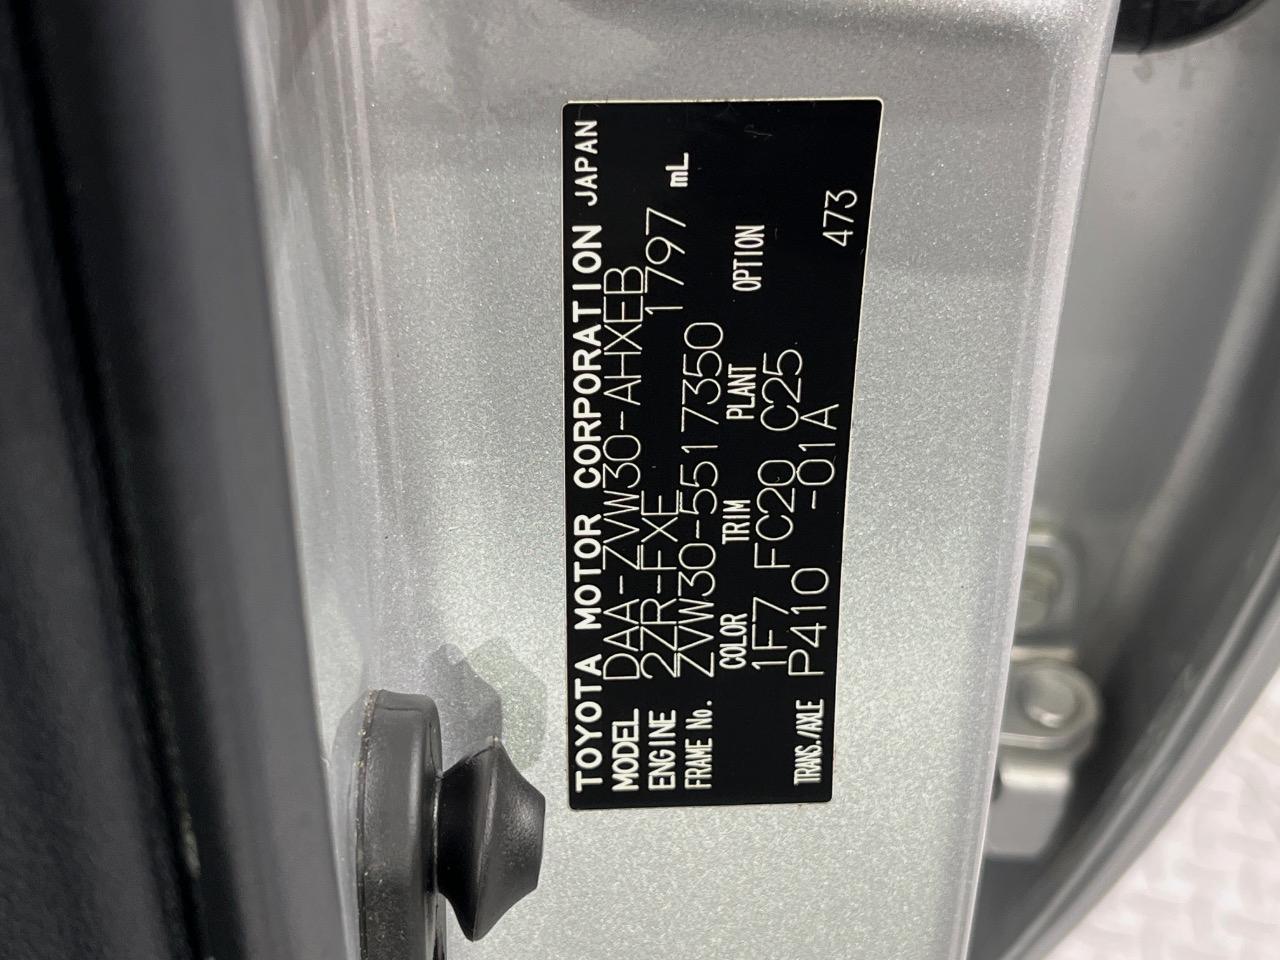 TOYOTA MOTOR CORPORATION JAPAN
MODEL DAA-ZVW30-AHXEB
ENGINE 2ZR-FXE 1797 mL
FRAME No. ZVW30-5517350
COLOR TRIM PLANT OPTION
1F7 FC20 C25
TRANS./AXLE P410 -01A 473